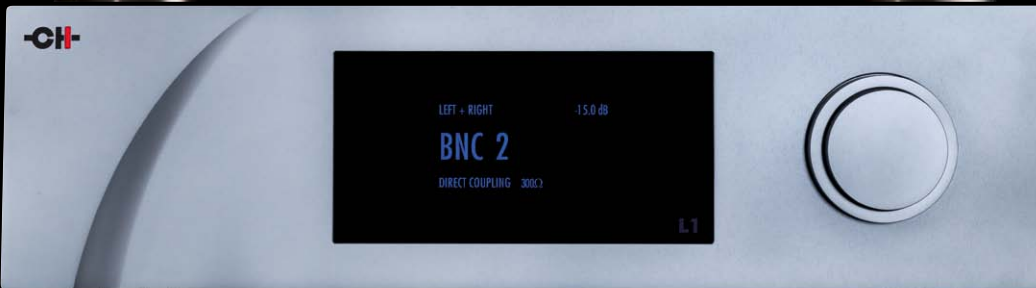 CH
LEFT + RIGHT -15.0 dB
BNC 2
DIRECT COUPLING 300Ω
L1